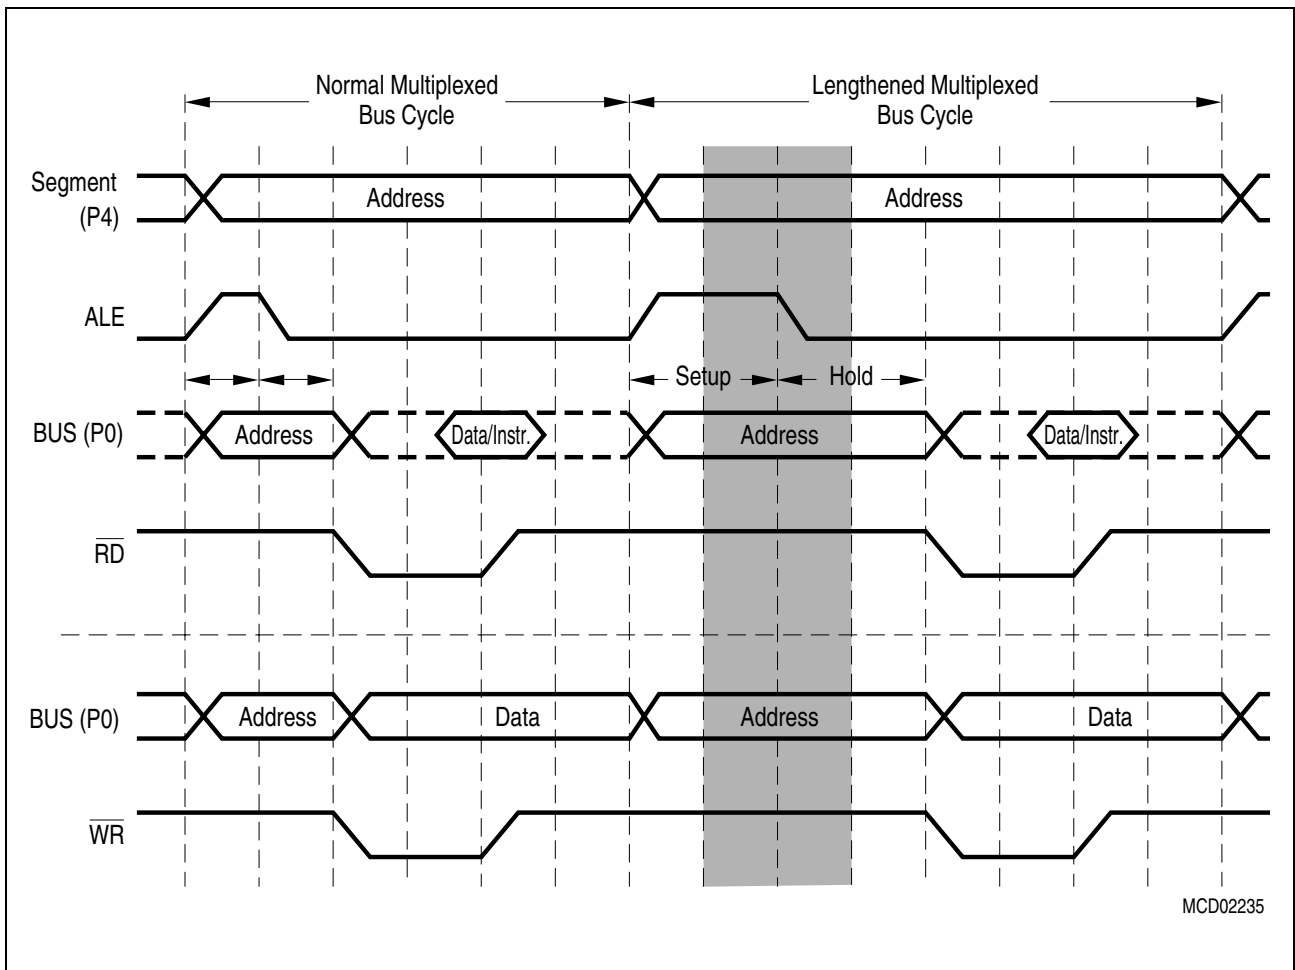 Normal Multiplexed
Bus Cycle
Lengthened Multiplexed
Bus Cycle
Segment
(P4)
Address
Address
ALE
Setup
Hold
BUS (P0)
Address
Data/Instr.
Address
Data/Instr.
RD
BUS (P0)
Address
Data
Address
Data
WR
MCD02235